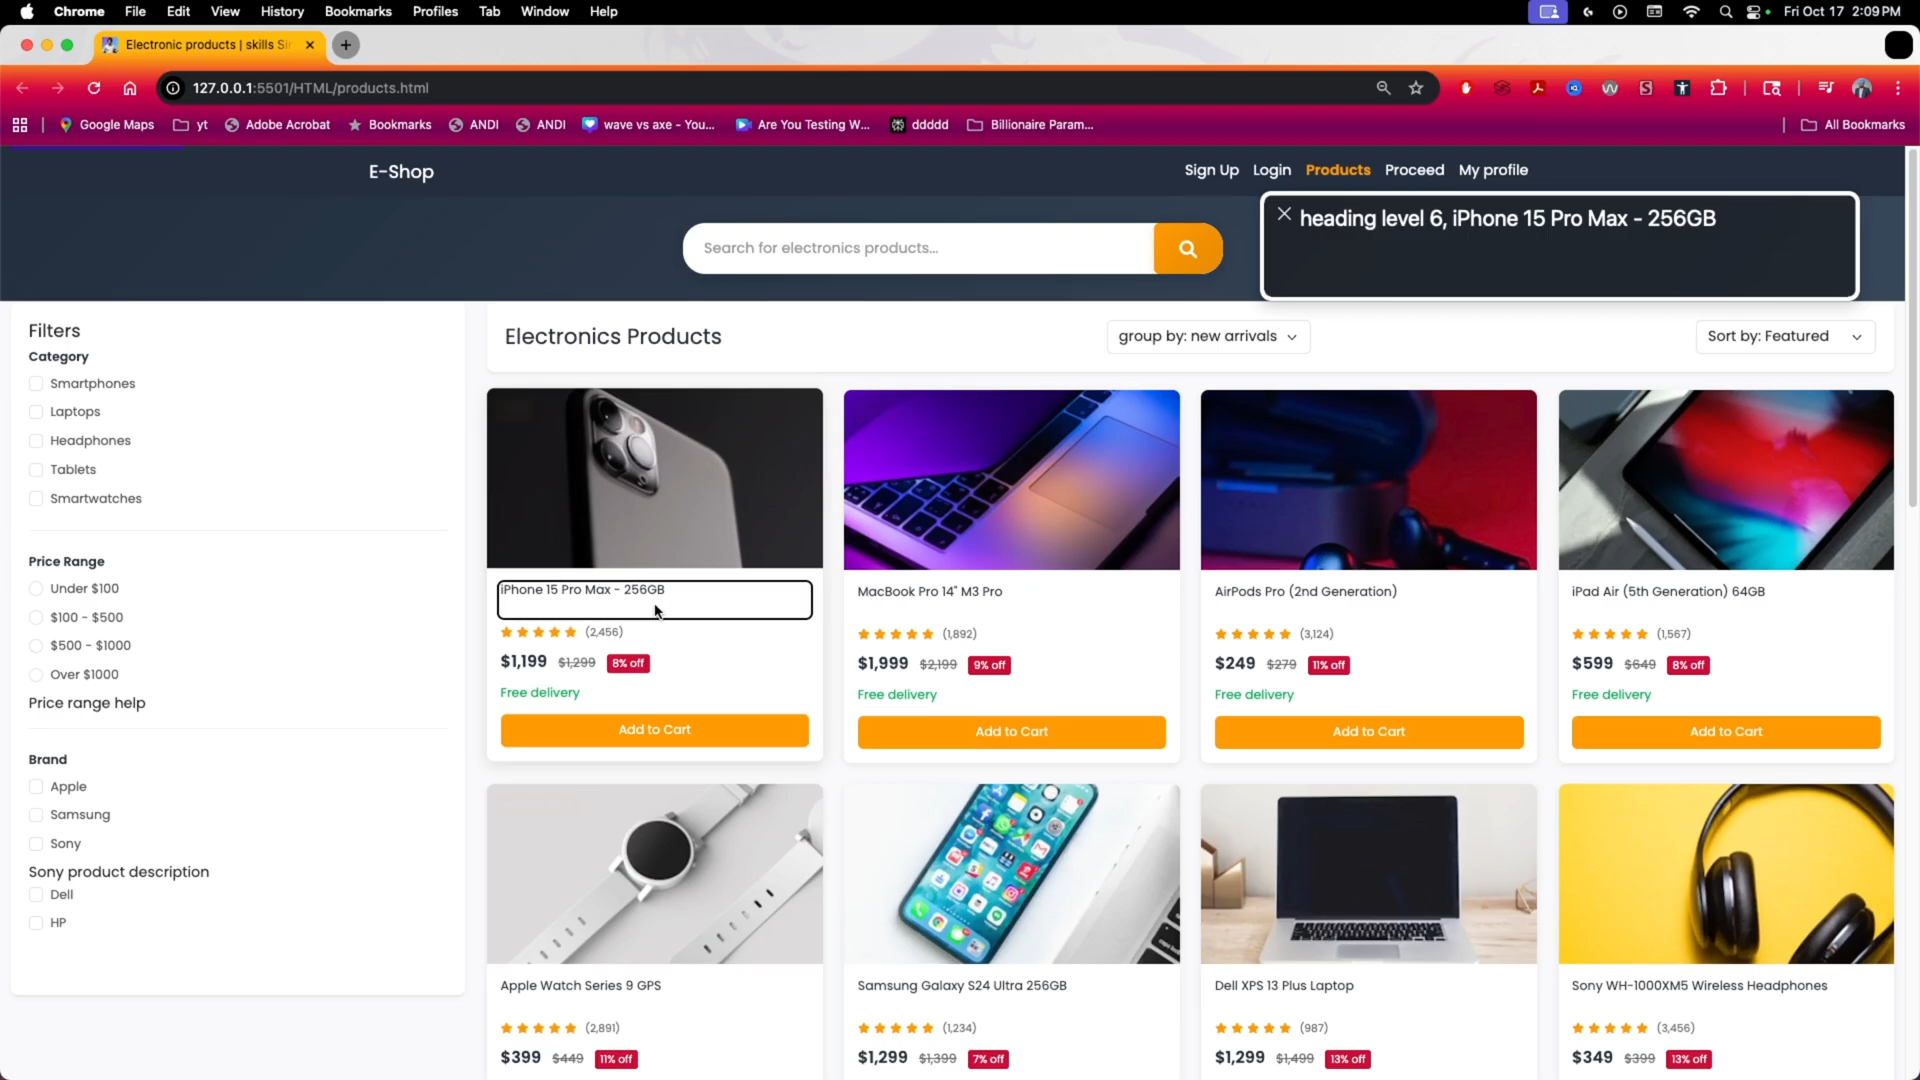 Chrome File Edit View History Bookmarks Profiles Tab Window Help Fri Oct 17 2:09 PM
Electronic products | skills Si
127.0.0.1:5501/HTML/products.html
Google Maps yt Adobe Acrobat Bookmarks ANDI ANDI wave vs axe - You... Are You Testing W... ddddd Billionaire Param... All Bookmarks
E-Shop Sign Up Login Products Proceed My profile
heading level 6, iPhone 15 Pro Max - 256GB
Search for electronics products...
Filters
Category
Smartphones
Laptops
Headphones
Tablets
Smartwatches
Price Range
Under $100
$100 - $500
$500 - $1000
Over $1000
Price range help
Brand
Apple
Samsung
Sony
Sony product description
Dell
HP
Electronics Products group by: new arrivals Sort by: Featured
iPhone 15 Pro Max - 256GB
(2,456)
$1,199 $1,299 8% off
Free delivery
Add to Cart
MacBook Pro 14" M3 Pro
(1,892)
$1,999 $2,199 9% off
Free delivery
Add to Cart
AirPods Pro (2nd Generation)
(3,124)
$249 $279 11% off
Free delivery
Add to Cart
iPad Air (5th Generation) 64GB
(1,567)
$599 $649 8% off
Free delivery
Add to Cart
Apple Watch Series 9 GPS
(2,891)
$399 $449 11% off
Samsung Galaxy S24 Ultra 256GB
(1,234)
$1,299 $1,399 7% off
Dell XPS 13 Plus Laptop
(987)
$1,299 $1,499 13% off
Sony WH-1000XM5 Wireless Headphones
(3,456)
$349 $399 13% off